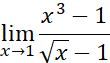 lim x→1 (x³ − 1)/(√x − 1)